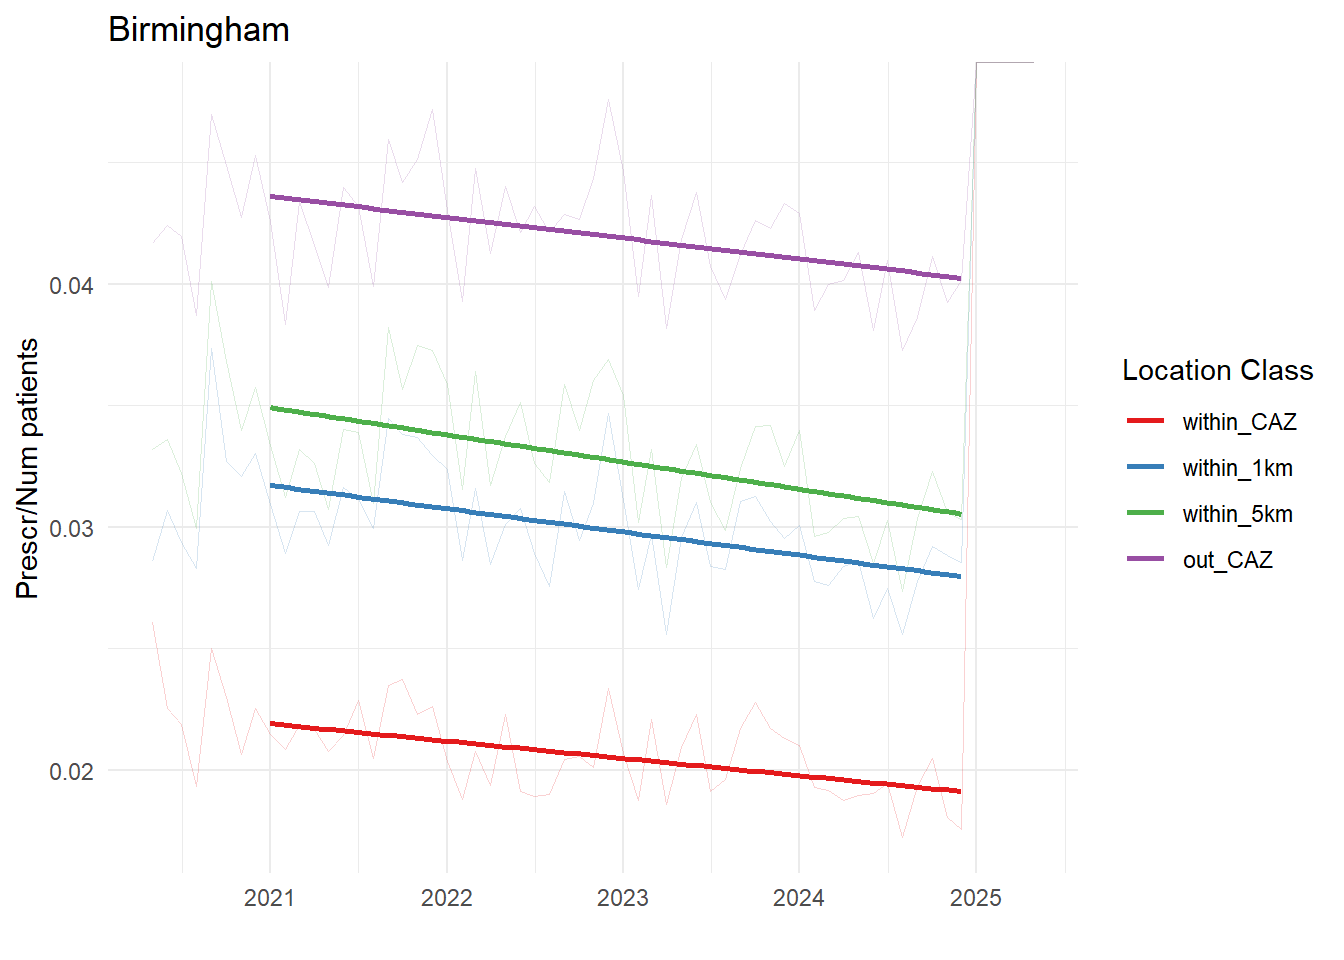 Birmingham
Prescr/Num patients
0.04
0.03
0.02
2021 2022 2023 2024 2025
Location Class
within_CAZ
within_1km
within_5km
out_CAZ